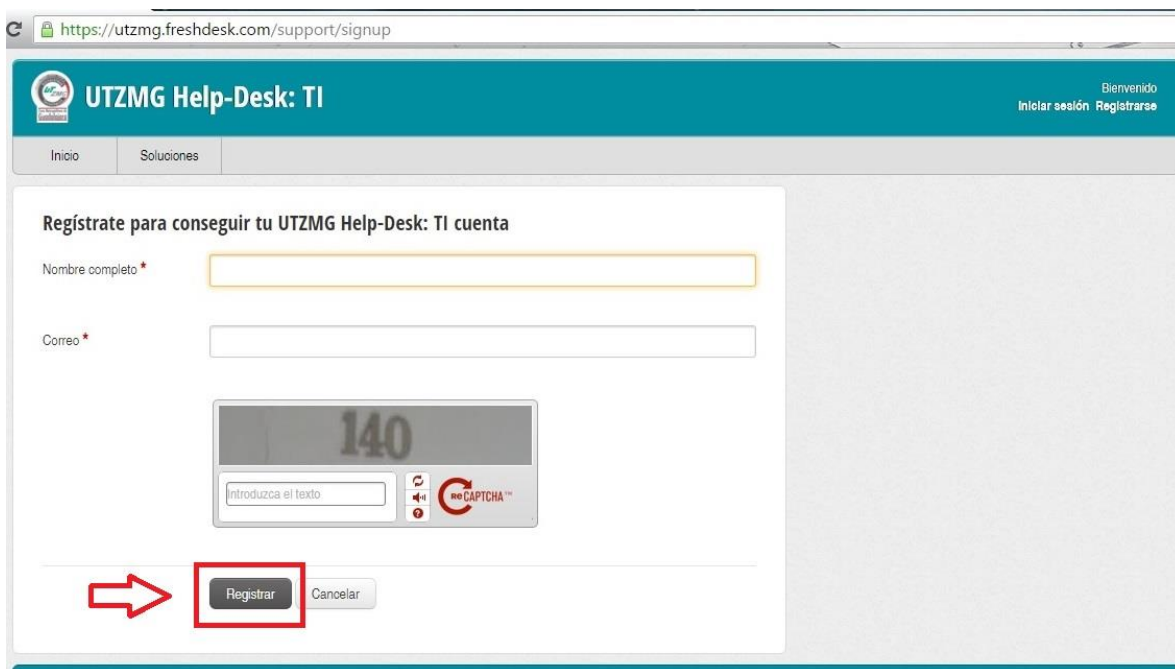 https://utzmg.freshdesk.com/support/signup
UTZMG Help-Desk: TI
Bienvenido
Iniciar sesión Registrarse
Inicio Soluciones
Regístrate para conseguir tu UTZMG Help-Desk: TI cuenta
Nombre completo *
Correo *
140
Introduzca el texto
ReCAPTCHA™
Registrar Cancelar